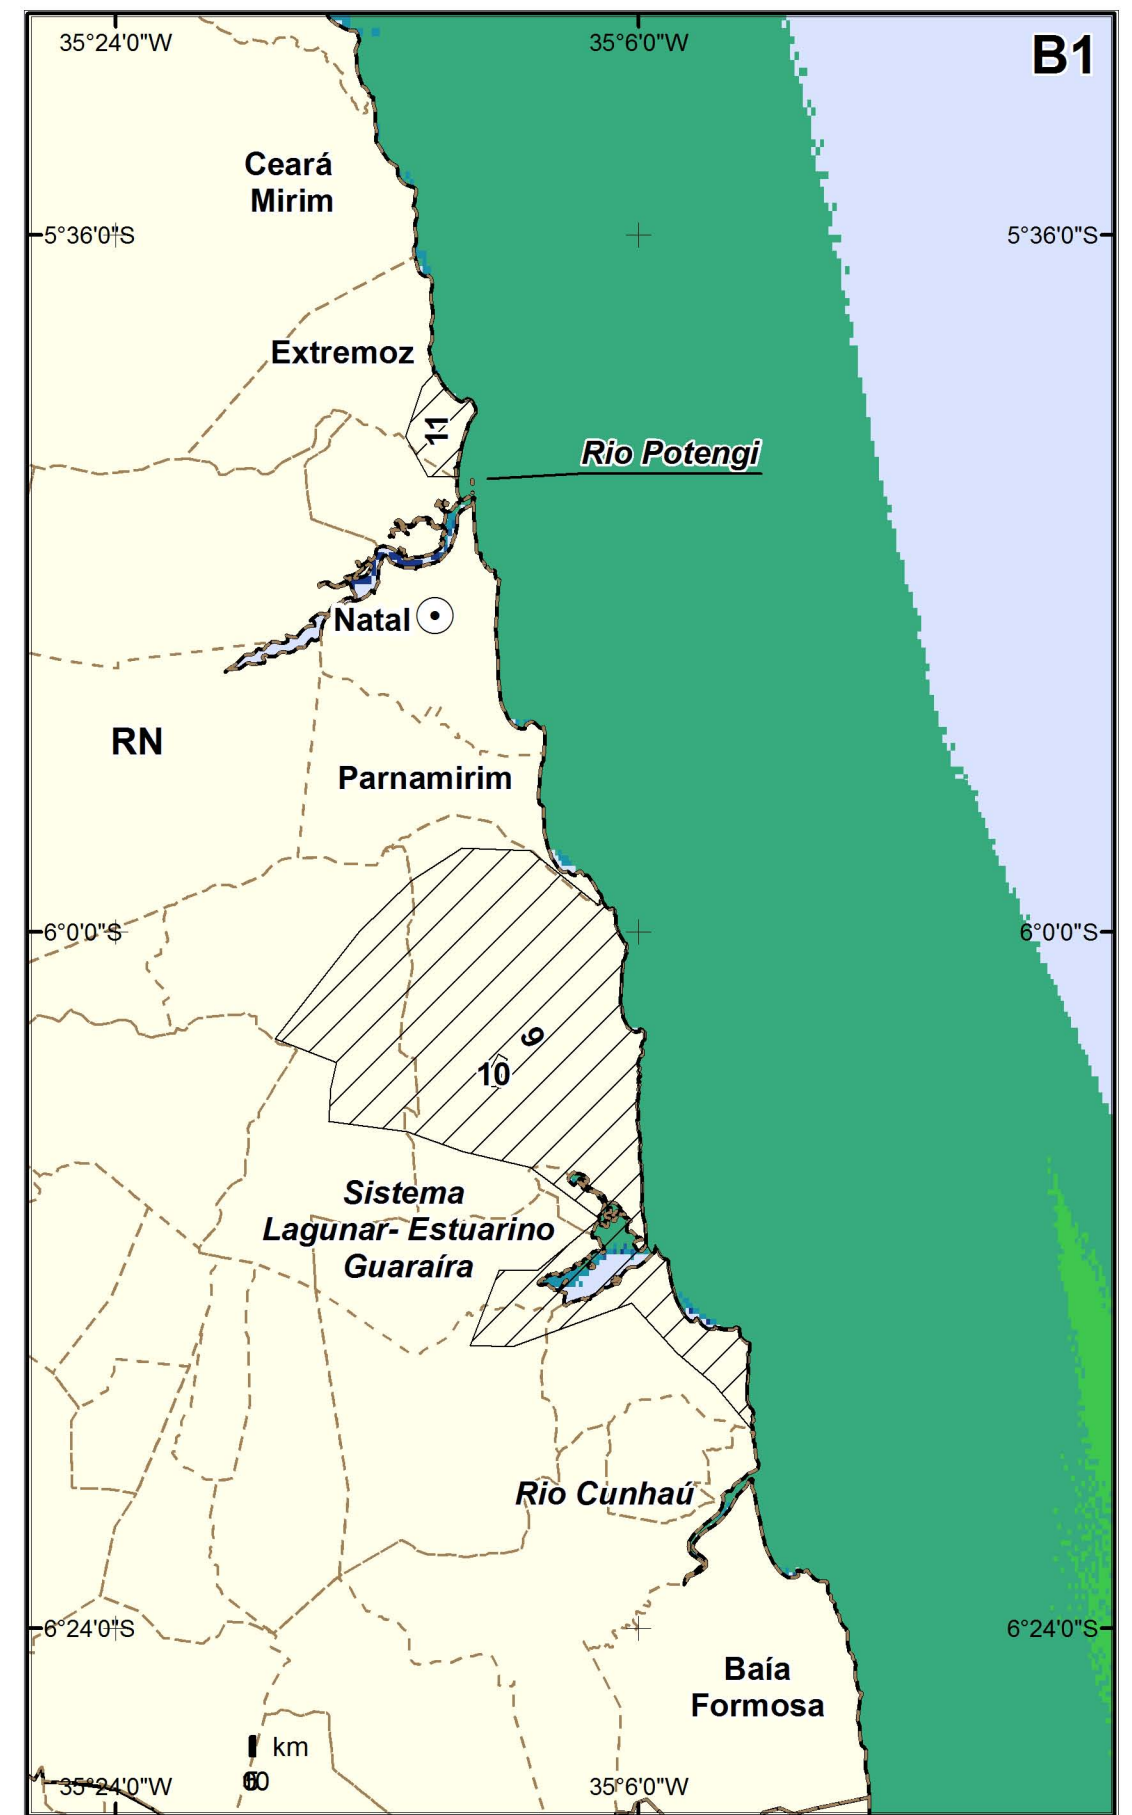 35°24'0"W
35°6'0"W
B1
Ceará
Mirim
5°36'0"S
5°36'0"S
Extremoz
11
Rio Potengi
Natal
RN
Parnamirim
6°0'0"S
6°0'0"S
9
10
Sistema
Lagunar- Estuarino
Guaraíra
Rio Cunhaú
6°24'0"S
6°24'0"S
Baía
Formosa
km
35°24'0"W
35°6'0"W